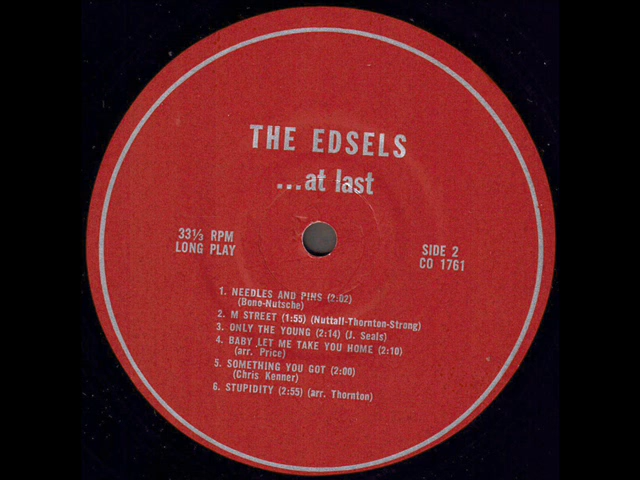 THE EDSELS
...at last
33⅓ RPM
LONG PLAY
SIDE 2
CO 1761
1. NEEDLES AND PINS (2:02)
(Bono-Nutsche)
2. M STREET (1:55) (Nuttall-Thornton-Strong)
3. ONLY THE YOUNG (2:14) (J. Seals)
4. BABY LET ME TAKE YOU HOME (2:10)
(arr. Price)
5. SOMETHING YOU GOT (2:00)
(Chris Kenner)
6. STUPIDITY (2:55) (arr. Thornton)